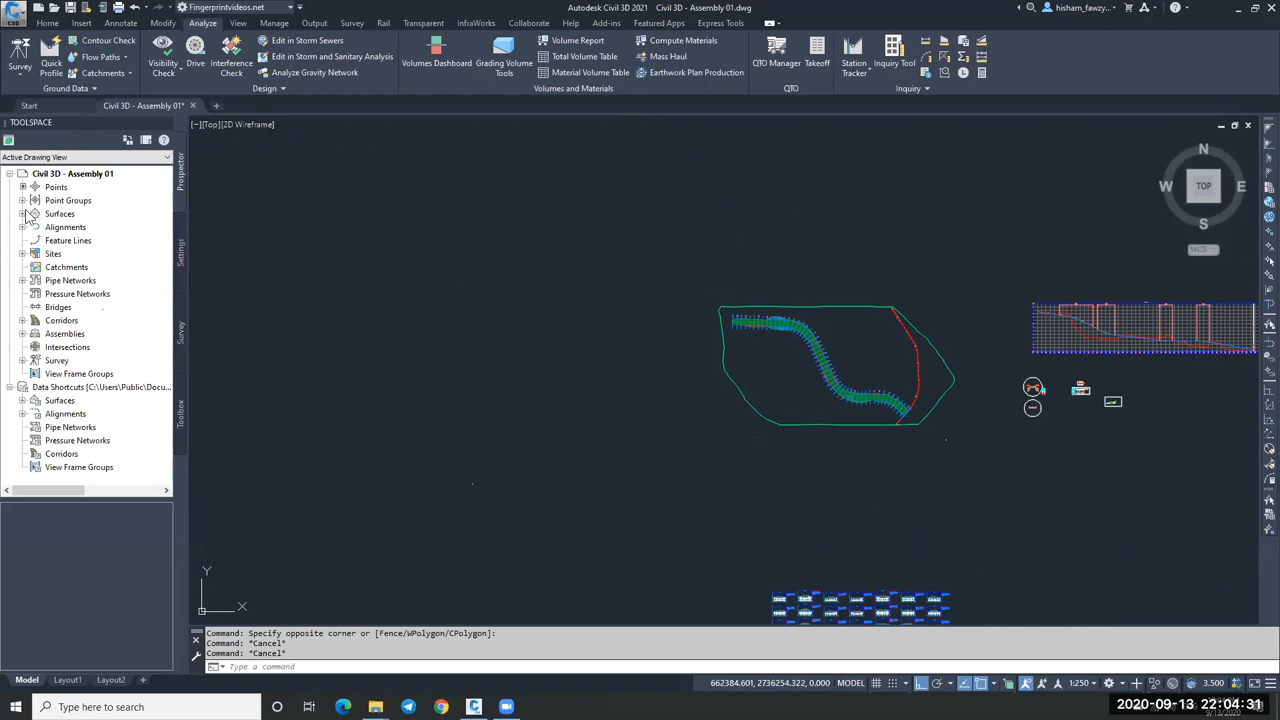 C3D
Fingerprintvideos.net
Share
Autodesk Civil 3D 2021 Civil 3D - Assembly 01.dwg
Type a keyword or phrase
hisham_fawzy...
Home Insert Annotate Modify Analyze View Manage Output Survey Rail Transparent InfraWorks Collaborate Help Add-ins Featured Apps Express Tools
Survey
Quick
Profile
Contour Check
Flow Paths
Catchments
Ground Data
Visibility
Check
Drive
Interference
Check
Edit in Storm Sewers
Edit in Storm and Sanitary Analysis
Analyze Gravity Network
Design
Volumes Dashboard
Grading Volume
Tools
Volume Report
Total Volume Table
Material Volume Table
Compute Materials
Mass Haul
Earthwork Plan Production
Volumes and Materials
QTO Manager
Takeoff
QTO
Station
Tracker
Inquiry Tool
Inquiry
Start
Civil 3D - Assembly 01*
TOOLSPACE
Active Drawing View
Civil 3D - Assembly 01
Points
Point Groups
Surfaces
Alignments
Feature Lines
Sites
Catchments
Pipe Networks
Pressure Networks
Bridges
Corridors
Assemblies
Intersections
Survey
View Frame Groups
Data Shortcuts [C:\Users\Public\Docu...
Surfaces
Alignments
Pipe Networks
Pressure Networks
Corridors
View Frame Groups
Prospector
Settings
Survey
Toolbox
[−][Top][2D Wireframe]
N
W
TOP
E
S
WCS
Y
X
Command: Specify opposite corner or [Fence/WPolygon/CPolygon]:
Command: *Cancel*
Command: *Cancel*
Type a command
Model Layout1 Layout2
662384.601, 2736254.322, 0.000 MODEL
1:250
3.500
Type here to search
2020-09-13 22:04:31
9/13/2020